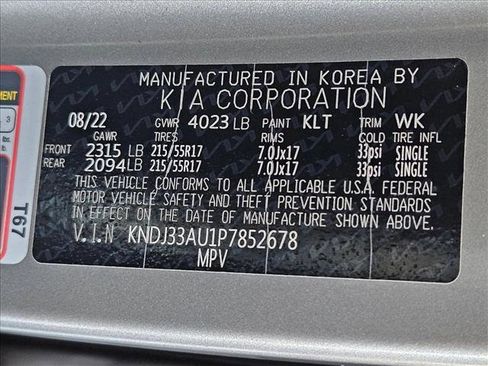 MANUFACTURED IN KOREA BY
KIA CORPORATION
08/22 GVWR 4023 LB PAINT KLT TRIM WK
GAWR TIRES RIMS COLD TIRE INFL
FRONT 2315 LB 215/55R17 7.0Jx17 33psi SINGLE
REAR 2094 LB 215/55R17 7.0Jx17 33psi SINGLE
THIS VEHICLE CONFORMS TO ALL APPLICABLE U.S.A. FEDERAL
MOTOR VEHICLE SAFETY AND THEFT PREVENTION STANDARDS
IN EFFECT ON THE DATE OF MANUFACTURE SHOWN ABOVE.
V.I.N KNDJ33AU1P7852678
MPV
3
lbs.
T67